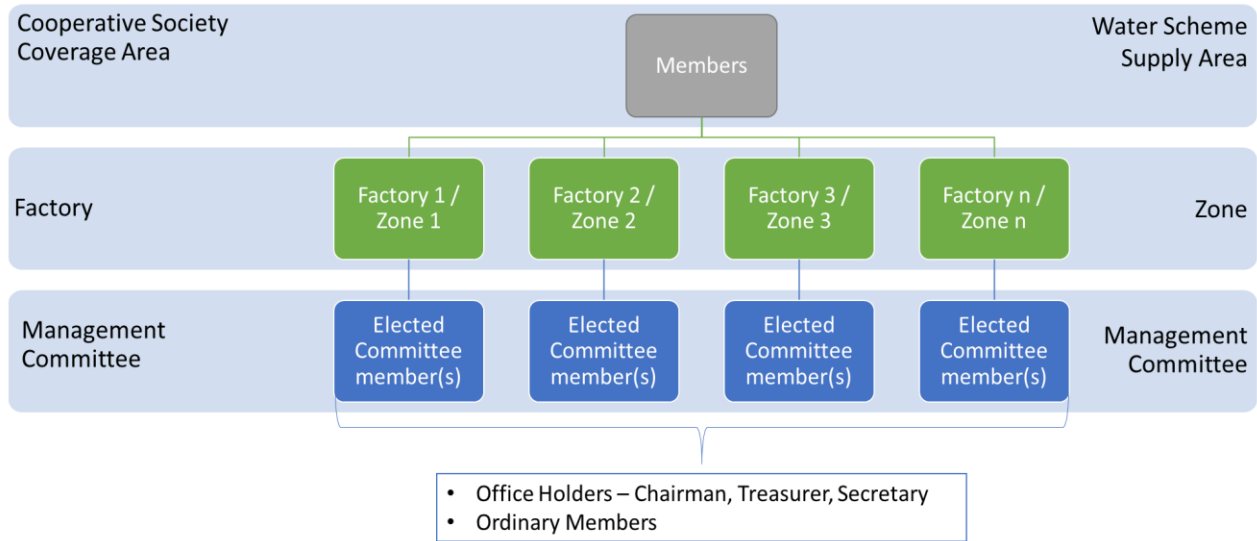 Cooperative Society
Coverage Area
Members
Water Scheme
Supply Area
Factory
Factory 1 /
Zone 1
Factory 2 /
Zone 2
Factory 3 /
Zone 3
Factory n /
Zone n
Zone
Management
Committee
Elected
Committee
member(s)
Elected
Committee
member(s)
Elected
Committee
member(s)
Elected
Committee
member(s)
Management
Committee
• Office Holders – Chairman, Treasurer, Secretary
• Ordinary Members